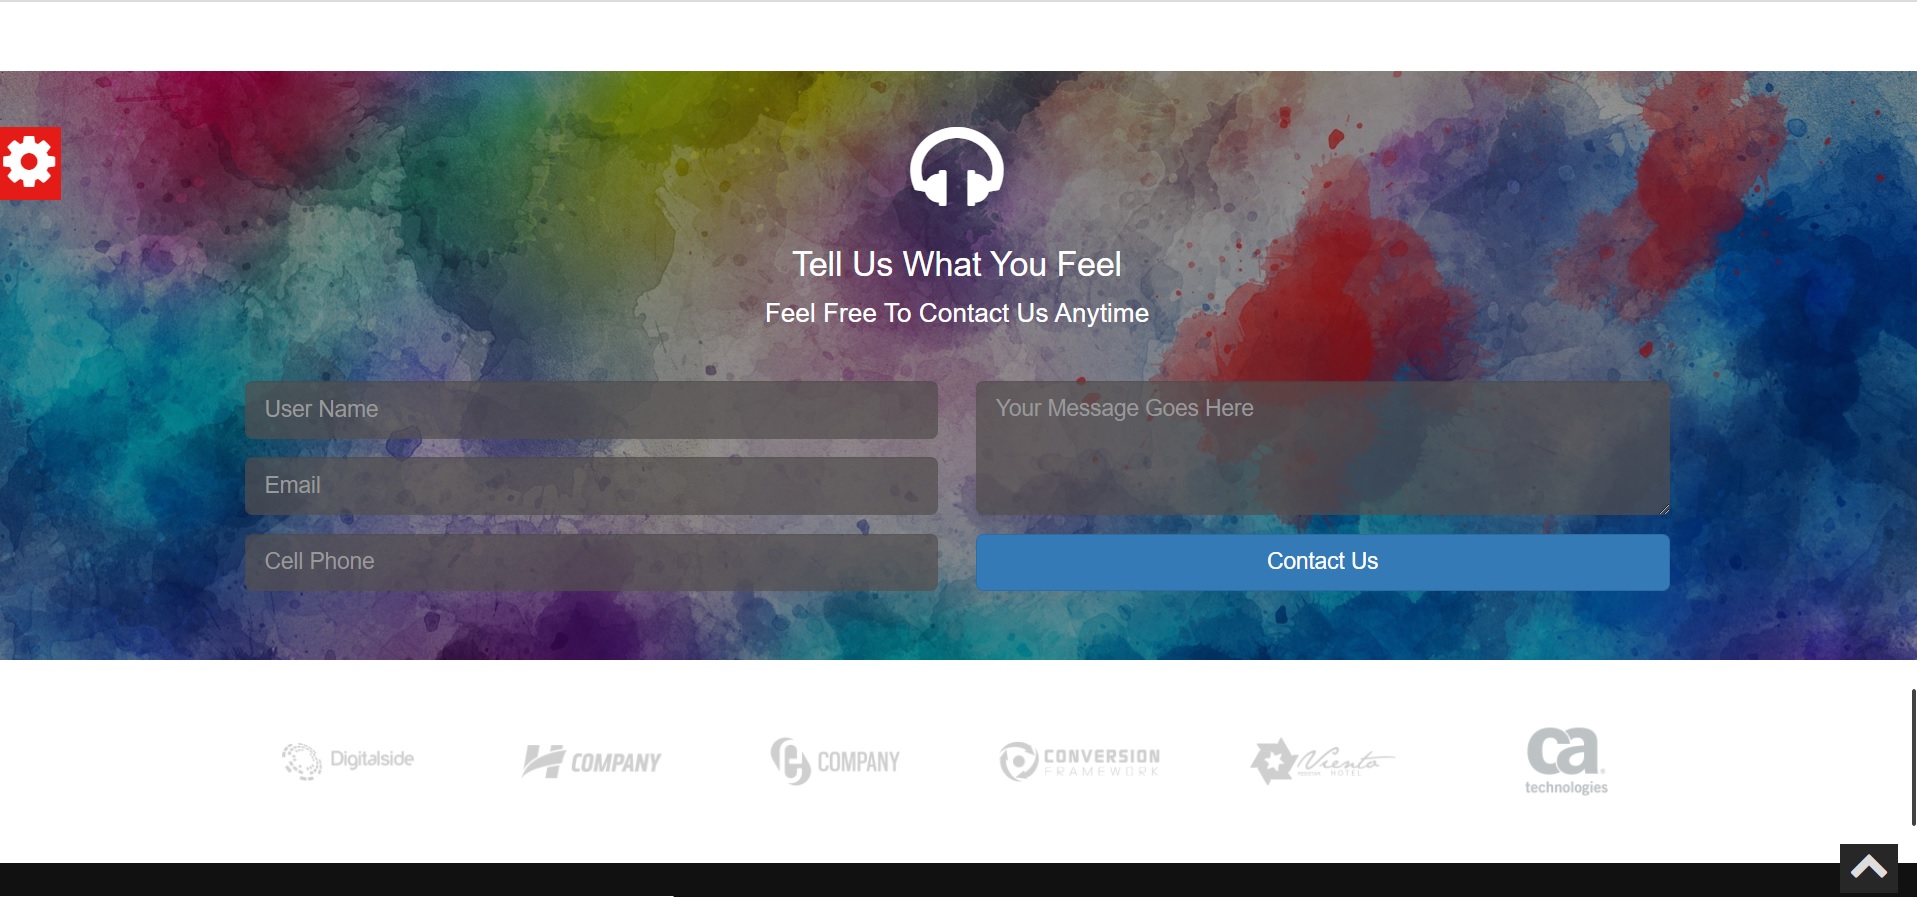 Tell Us What You Feel
Feel Free To Contact Us Anytime
User Name
Your Message Goes Here
Email
Cell Phone
Contact Us
Digitalside
COMPANY
COMPANY
CONVERSION
FRAMEWORK
Viento
HOTEL
ca
technologies